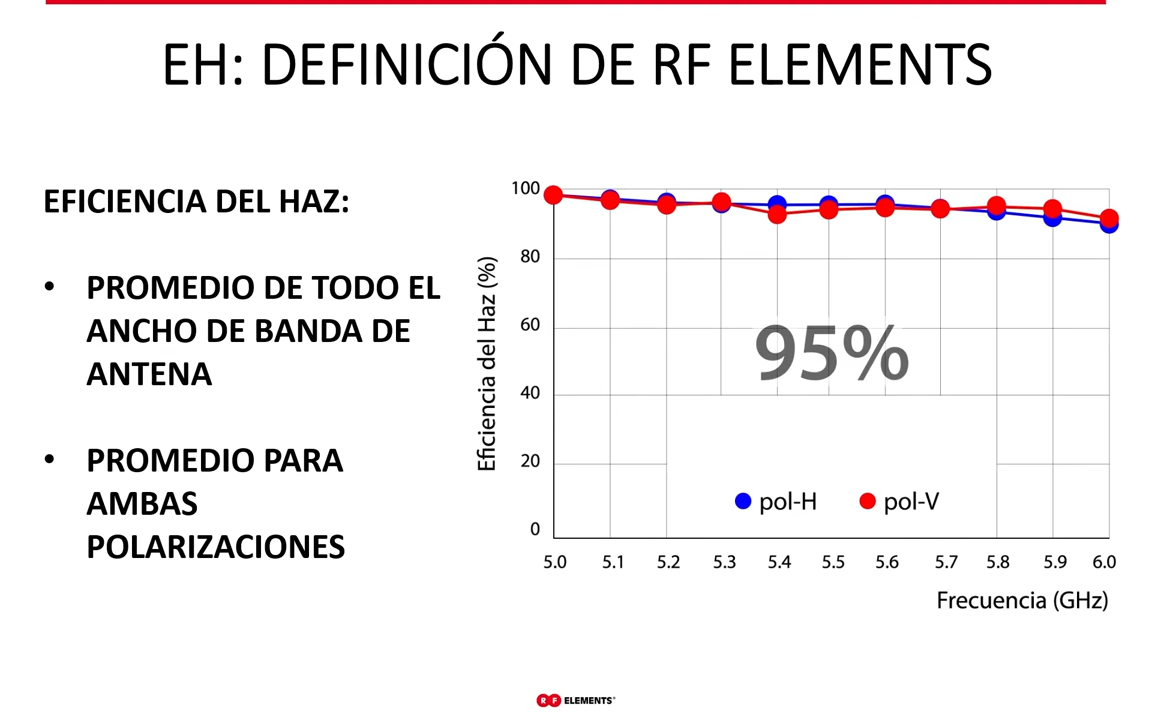 EH: DEFINICIÓN DE RF ELEMENTS
EFICIENCIA DEL HAZ:
• PROMEDIO DE TODO EL
ANCHO DE BANDA DE
ANTENA
• PROMEDIO PARA
AMBAS
POLARIZACIONES
Eficiencia del Haz (%)
100
80
60
40
20
0
95%
pol-H pol-V
5.0 5.1 5.2 5.3 5.4 5.5 5.6 5.7 5.8 5.9 6.0
Frecuencia (GHz)
RF ELEMENTS